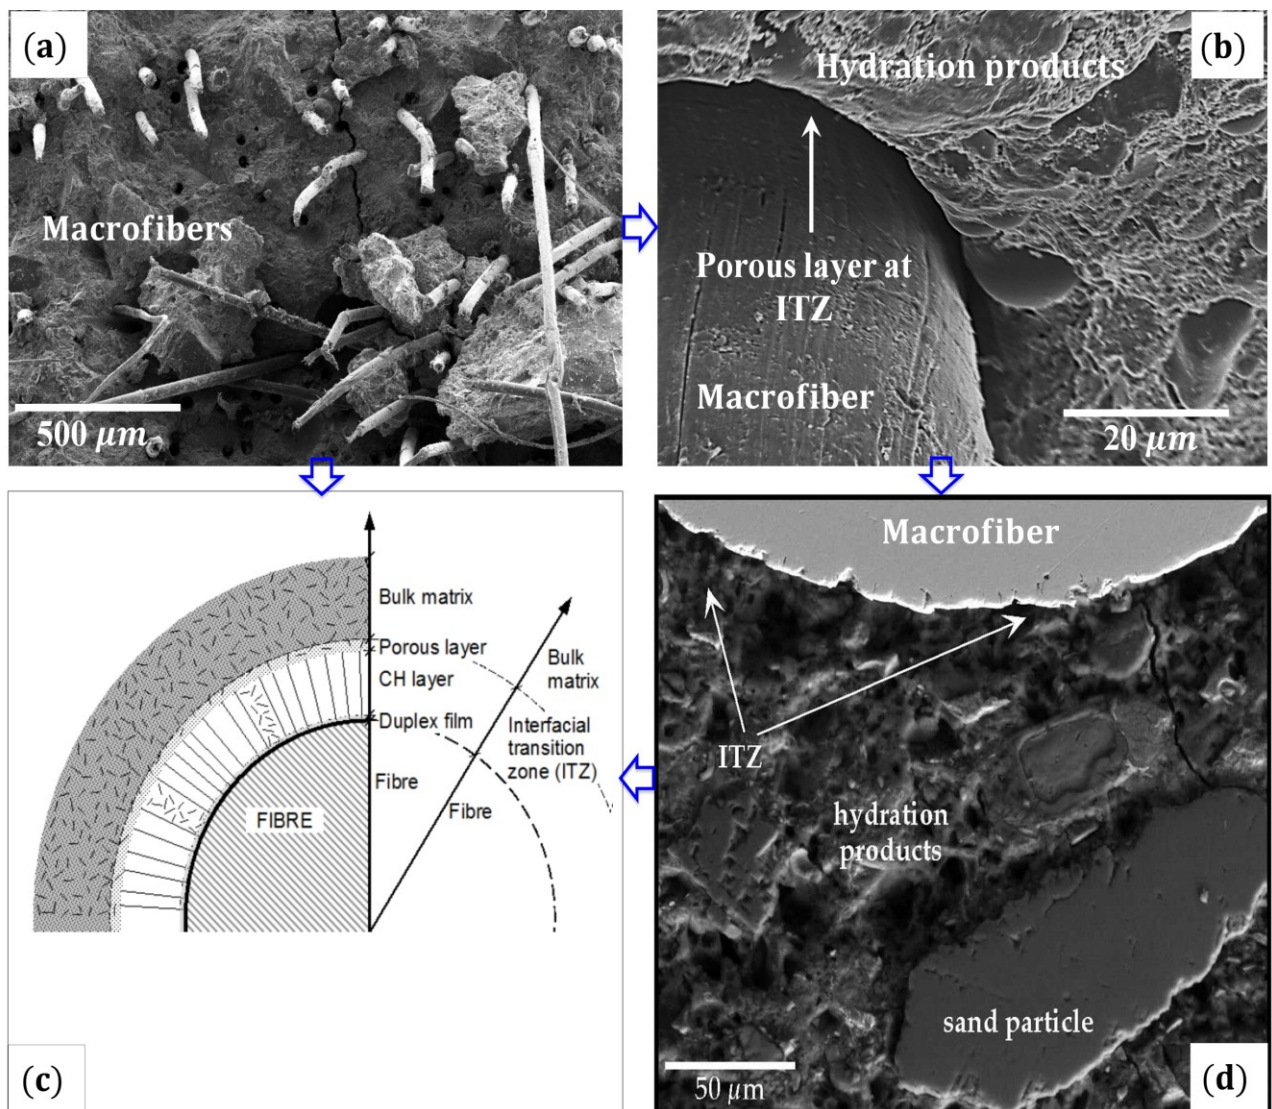 (a)
Macrofibers
500 μm
(b)
Hydration products
Porous layer at
ITZ
Macrofiber
20 μm
Bulk matrix
Porous layer
CH layer
Duplex film
Fibre
FIBRE
Bulk
matrix
Interfacial
transition
zone (ITZ)
Fibre
(c)
Macrofiber
ITZ
hydration
products
sand particle
50 μm
(d)